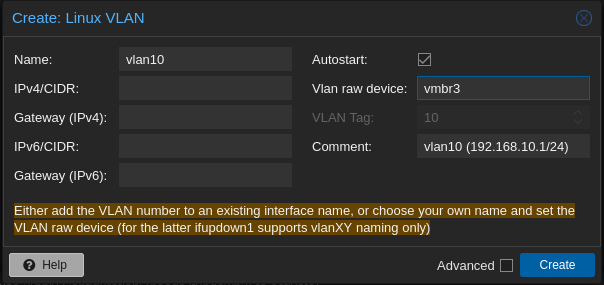 Create: Linux VLAN
Name: vlan10 Autostart:
IPv4/CIDR: Vlan raw device: vmbr3
Gateway (IPv4): VLAN Tag: 10
IPv6/CIDR: Comment: vlan10 (192.168.10.1/24)
Gateway (IPv6):
Either add the VLAN number to an existing interface name, or choose your own name and set the
VLAN raw device (for the latter ifupdown1 supports vlanXY naming only)
? Help Advanced Create